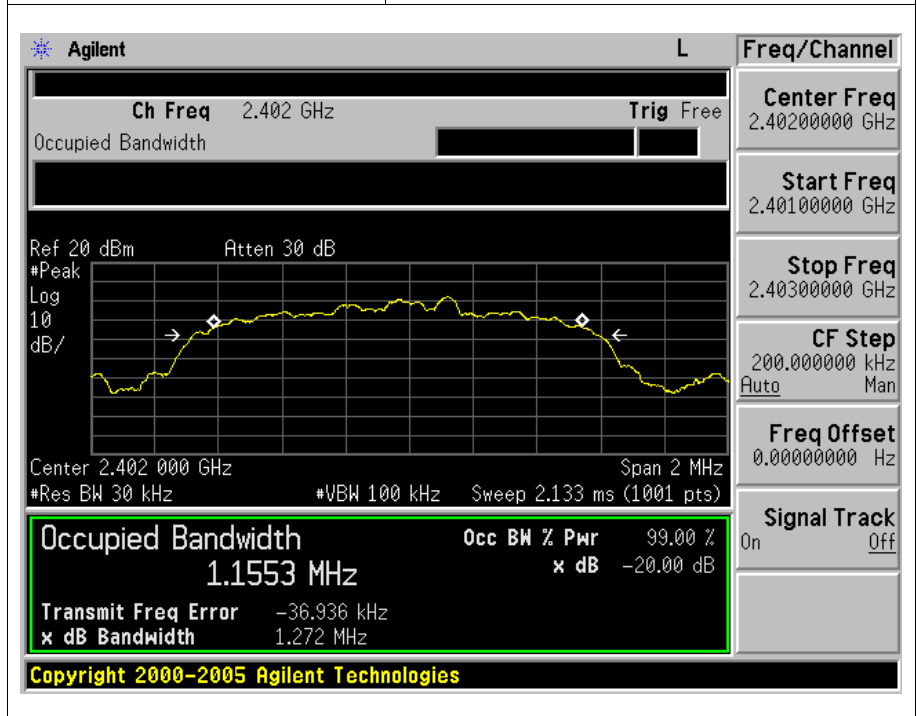 Agilent L Freq/Channel
Ch Freq 2.402 GHz Trig Free
Occupied Bandwidth
Center Freq
2.40200000 GHz
Start Freq
2.40100000 GHz
Stop Freq
2.40300000 GHz
CF Step
200.000000 kHz
Auto Man
Freq Offset
0.00000000 Hz
Signal Track
On Off
Ref 20 dBm Atten 30 dB
#Peak
Log
10
dB/
Center 2.402 000 GHz Span 2 MHz
#Res BW 30 kHz #VBW 100 kHz Sweep 2.133 ms (1001 pts)
Occupied Bandwidth Occ BW % Pwr 99.00 %
1.1553 MHz x dB -20.00 dB
Transmit Freq Error -36.936 kHz
x dB Bandwidth 1.272 MHz
Copyright 2000-2005 Agilent Technologies